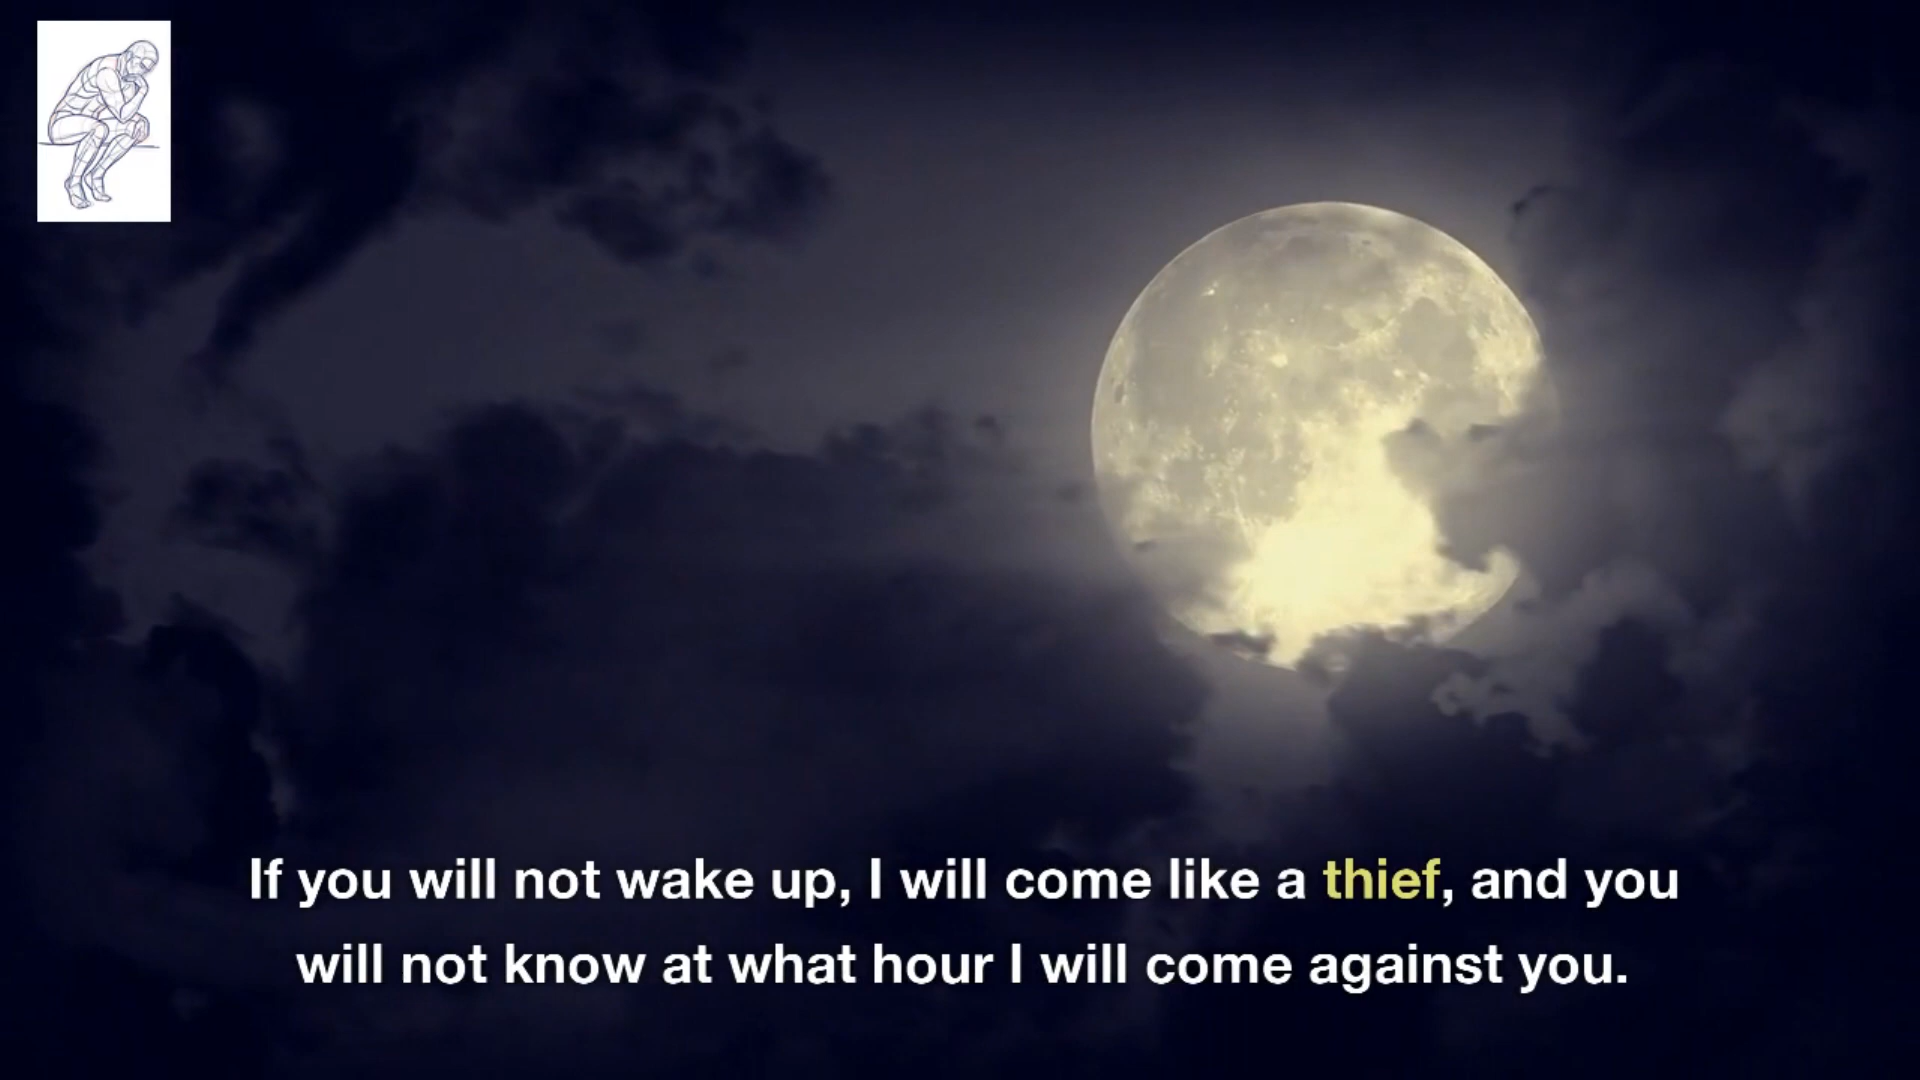 If you will not wake up, I will come like a thief, and you
will not know at what hour I will come against you.